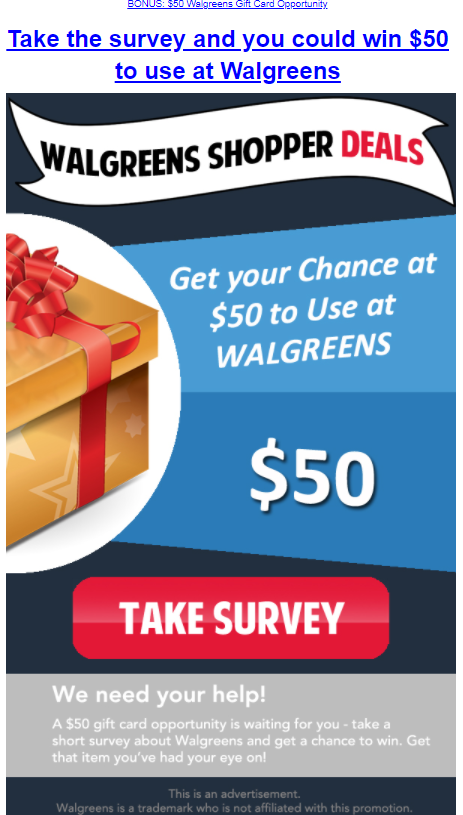 BONUS: $50 Walgreens Gift Card Opportunity
Take the survey and you could win $50
to use at Walgreens
WALGREENS SHOPPER DEALS
Get your Chance at
$50 to Use at
WALGREENS
$50
TAKE SURVEY
We need your help!
A $50 gift card opportunity is waiting for you - take a
short survey about Walgreens and get a chance to win. Get
that item you've had your eye on!
This is an advertisement.
Walgreens is a trademark who is not affiliated with this promotion.